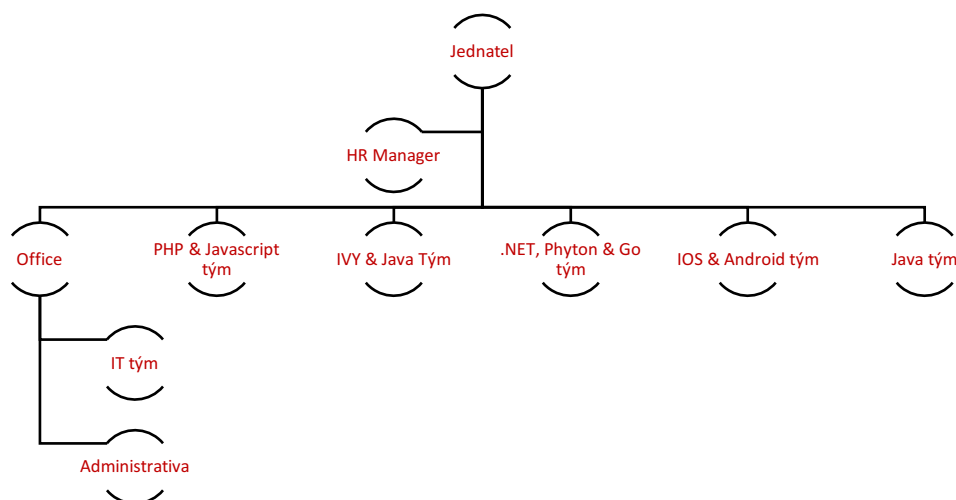 Jednatel
HR Manager
Office
PHP & Javascript
tým
IVY & Java Tým
.NET, Phyton & Go
tým
IOS & Android tým
Java tým
IT tým
Administrativa